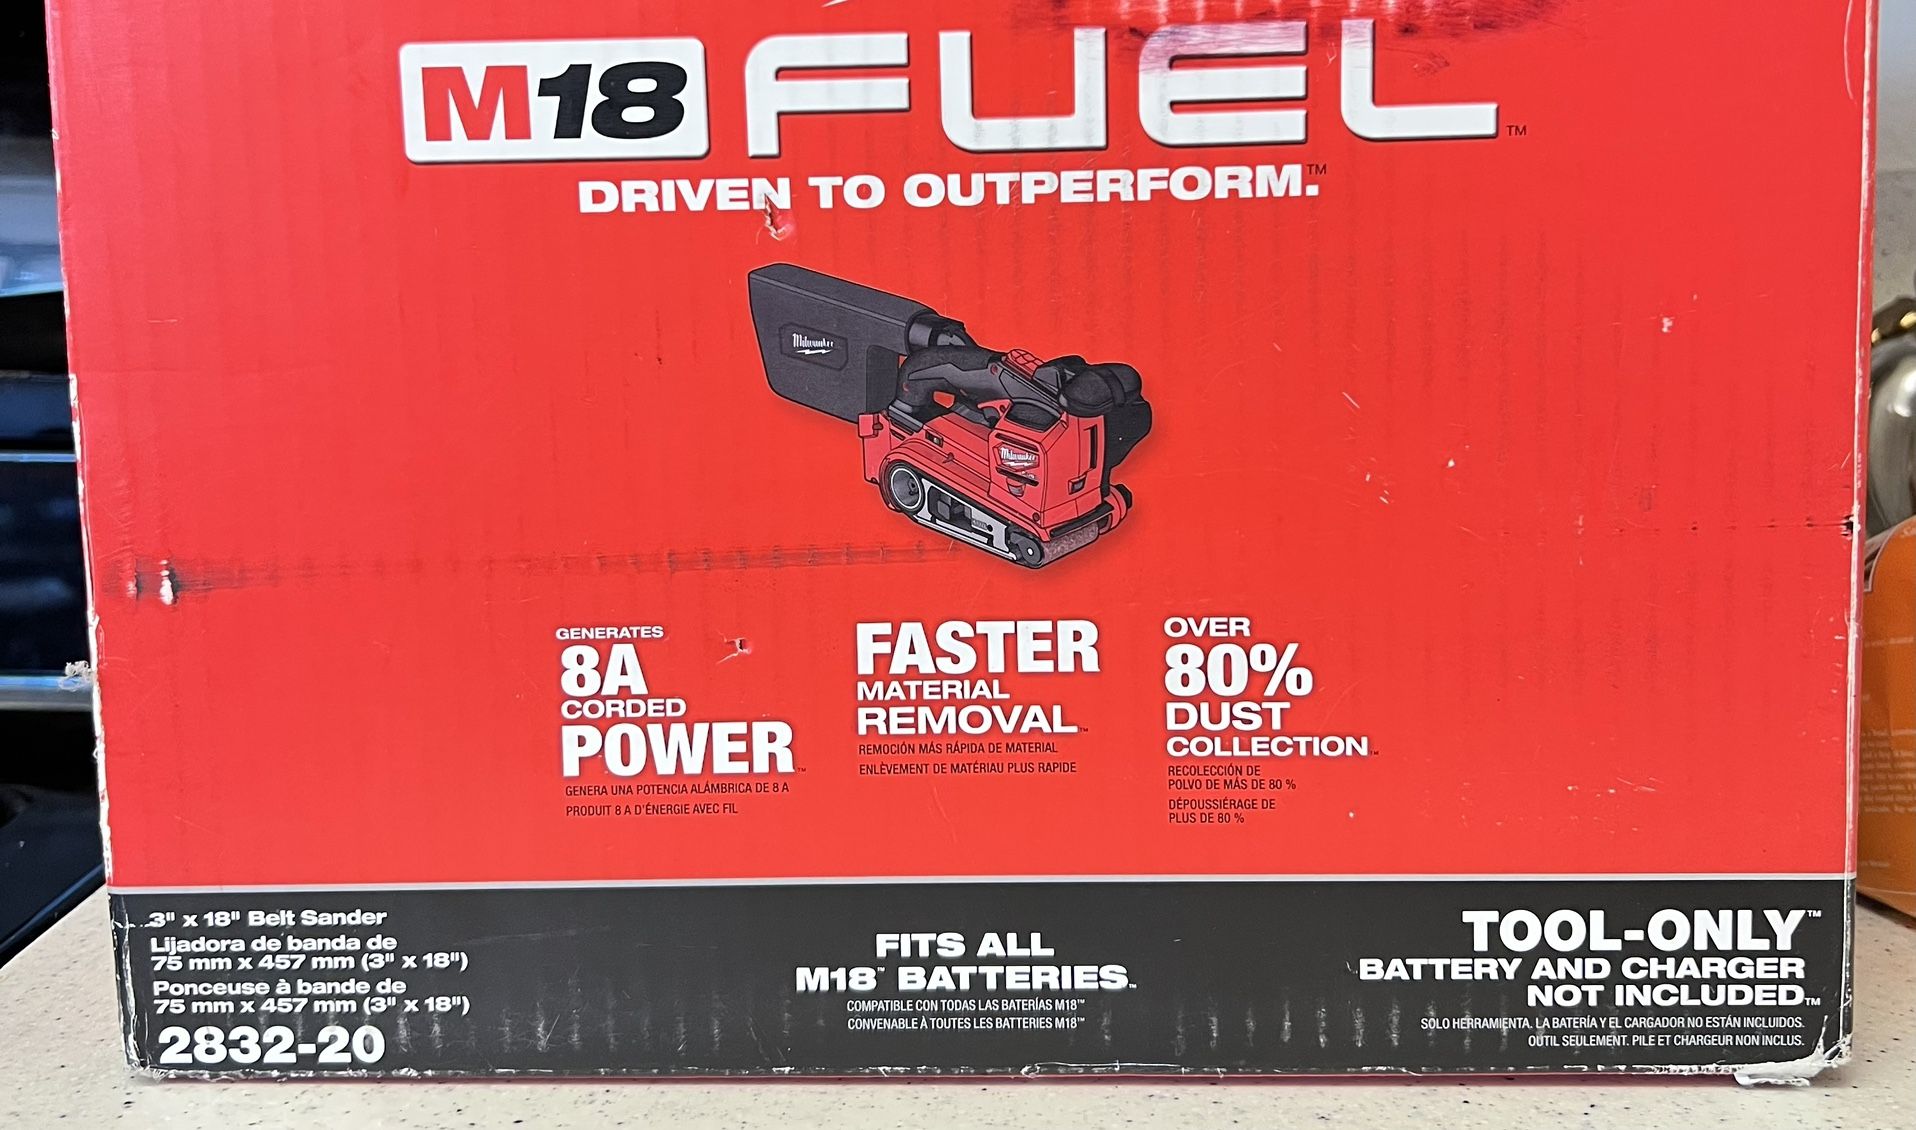 M18 FUEL™
DRIVEN TO OUTPERFORM.™
Milwaukee
Milwaukee
GENERATES
8A
CORDED
POWER™
GENERA UNA POTENCIA ALÁMBRICA DE 8 A
PRODUIT 8 A D'ÉNERGIE AVEC FIL
FASTER
MATERIAL
REMOVAL™
REMOCIÓN MÁS RÁPIDA DE MATERIAL
ENLÈVEMENT DE MATÉRIAU PLUS RAPIDE
OVER
80%
DUST
COLLECTION™
RECOLECCIÓN DE
POLVO DE MÁS DE 80 %
DÉPOUSSIÉRAGE DE
PLUS DE 80 %
3" x 18" Belt Sander
Lijadora de banda de
75 mm x 457 mm (3" x 18")
Ponceuse à bande de
75 mm x 457 mm (3" x 18")
2832-20
FITS ALL
M18™ BATTERIES™
COMPATIBLE CON TODAS LAS BATERÍAS M18™
CONVENABLE À TOUTES LES BATTERIES M18™
TOOL-ONLY™
BATTERY AND CHARGER
NOT INCLUDED™
SOLO HERRAMIENTA. LA BATERÍA Y EL CARGADOR NO ESTÁN INCLUIDOS.
OUTIL SEULEMENT. PILE ET CHARGEUR NON INCLUS.